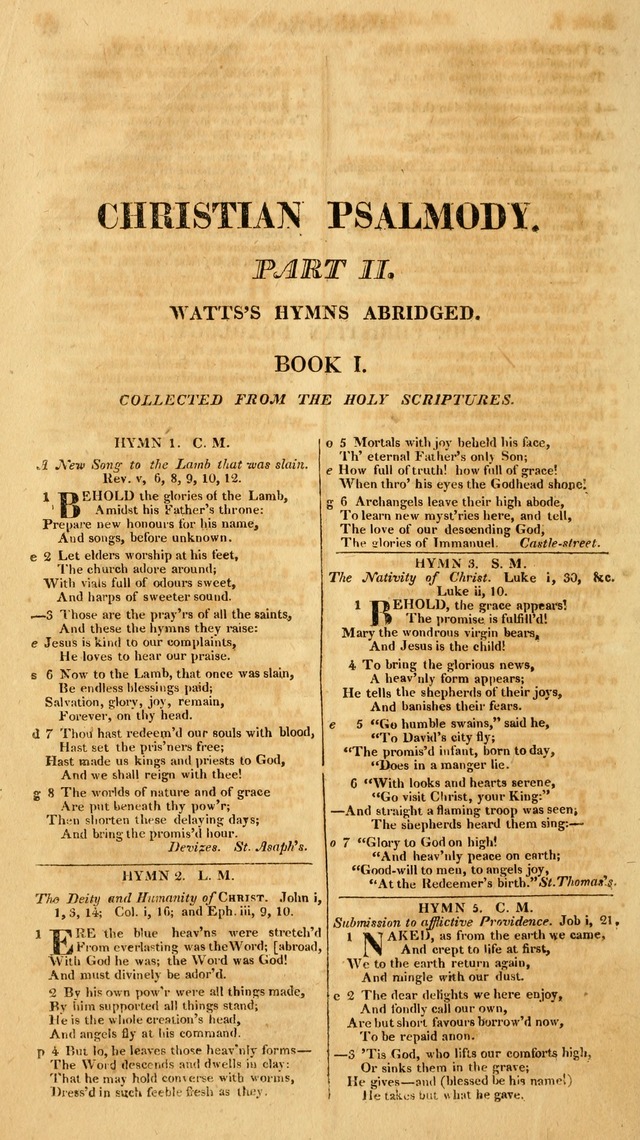 CHRISTIAN PSALMODY.
PART II.
WATTS'S HYMNS ABRIDGED.
BOOK I.
COLLECTED FROM THE HOLY SCRIPTURES.
HYMN 1. C. M.
A New Song to the Lamb that was slain.
Rev. v, 6, 8, 9, 10, 12.
1 BEHOLD the glories of the Lamb,
Amidst his Father's throne:
Prepare new honours for his name,
And songs, before unknown.
e 2 Let elders worship at his feet,
The church adore around;
With vials full of odours sweet,
And harps of sweeter sound.
—3 Those are the pray'rs of all the saints,
And these the hymns they raise:
e Jesus is kind to our complaints,
He loves to hear our praise.
s 6 Now to the Lamb, that once was slain,
Be endless blessings paid;
Salvation, glory, joy, remain,
Forever, on thy head.
d 7 Thou hast redeem'd our souls with blood,
Hast set the pris'ners free;
Hast made us kings and priests to God,
And we shall reign with thee!
g 8 The worlds of nature and of grace
Are put beneath thy pow'r;
Then shorten these delaying days;
And bring the promis'd hour.
Devizes. St. Asaph's.
HYMN 2. L. M.
The Deity and Humanity of CHRIST. John i,
1, 3, 14; Col. i, 16; and Eph. iii, 9, 10.
1 ERE the blue heav'ns were stretch'd
From everlasting was the Word; [abroad,
With God he was; the Word was God!
And must divinely be ador'd.
2 By his own pow'r were all things made,
By him supported all things stand;
He is the whole creation's head,
And angels fly at his command.
p 4 But lo, he leaves those heav'nly forms—
The Word descends and dwells in clay:
That he may hold converse with worms,
Dress'd in such feeble flesh as they.
o 5 Mortals with joy beheld his face,
Th' eternal Father's only Son;
e How full of truth! how full of grace!
When thro' his eyes the Godhead shone!
g 6 Archangels leave their high abode,
To learn new myst'ries here, and tell,
The love of our descending God,
The glories of Immanuel. Castle-street.
HYMN 3. S. M.
The Nativity of Christ. Luke i, 30, &c.
Luke ii, 10.
1 BEHOLD, the grace appears!
The promise is fulfill'd!
Mary the wondrous virgin bears,
And Jesus is the child!
4 To bring the glorious news,
A heav'nly form appears;
He tells the shepherds of their joys,
And banishes their fears.
e 5 "Go humble swains," said he,
"To David's city fly;
"The promis'd infant, born to day,
"Does in a manger lie.
6 "With looks and hearts serene,
"Go visit Christ, your King:"
—And straight a flaming troop was seen;
The shepherds heard them sing:—
o 7 "Glory to God on high!
"And heav'nly peace on earth;
"Good-will to men, to angels joy,
"At the Redeemer's birth." St.Thomas's.
HYMN 5. C. M.
Submission to afflictive Providence. Job i, 21.
1 NAKED, as from the earth we came,
And crept to life at first,
We to the earth return again,
And mingle with our dust.
e 2 The dear delights we here enjoy,
And fondly call our own,
Are but short favours borrow'd now,
To be repaid anon.
—3 'Tis God, who lifts our comforts high,
Or sinks them in the grave;
He gives—and (blessed be his name!)
He takes but what he gave.